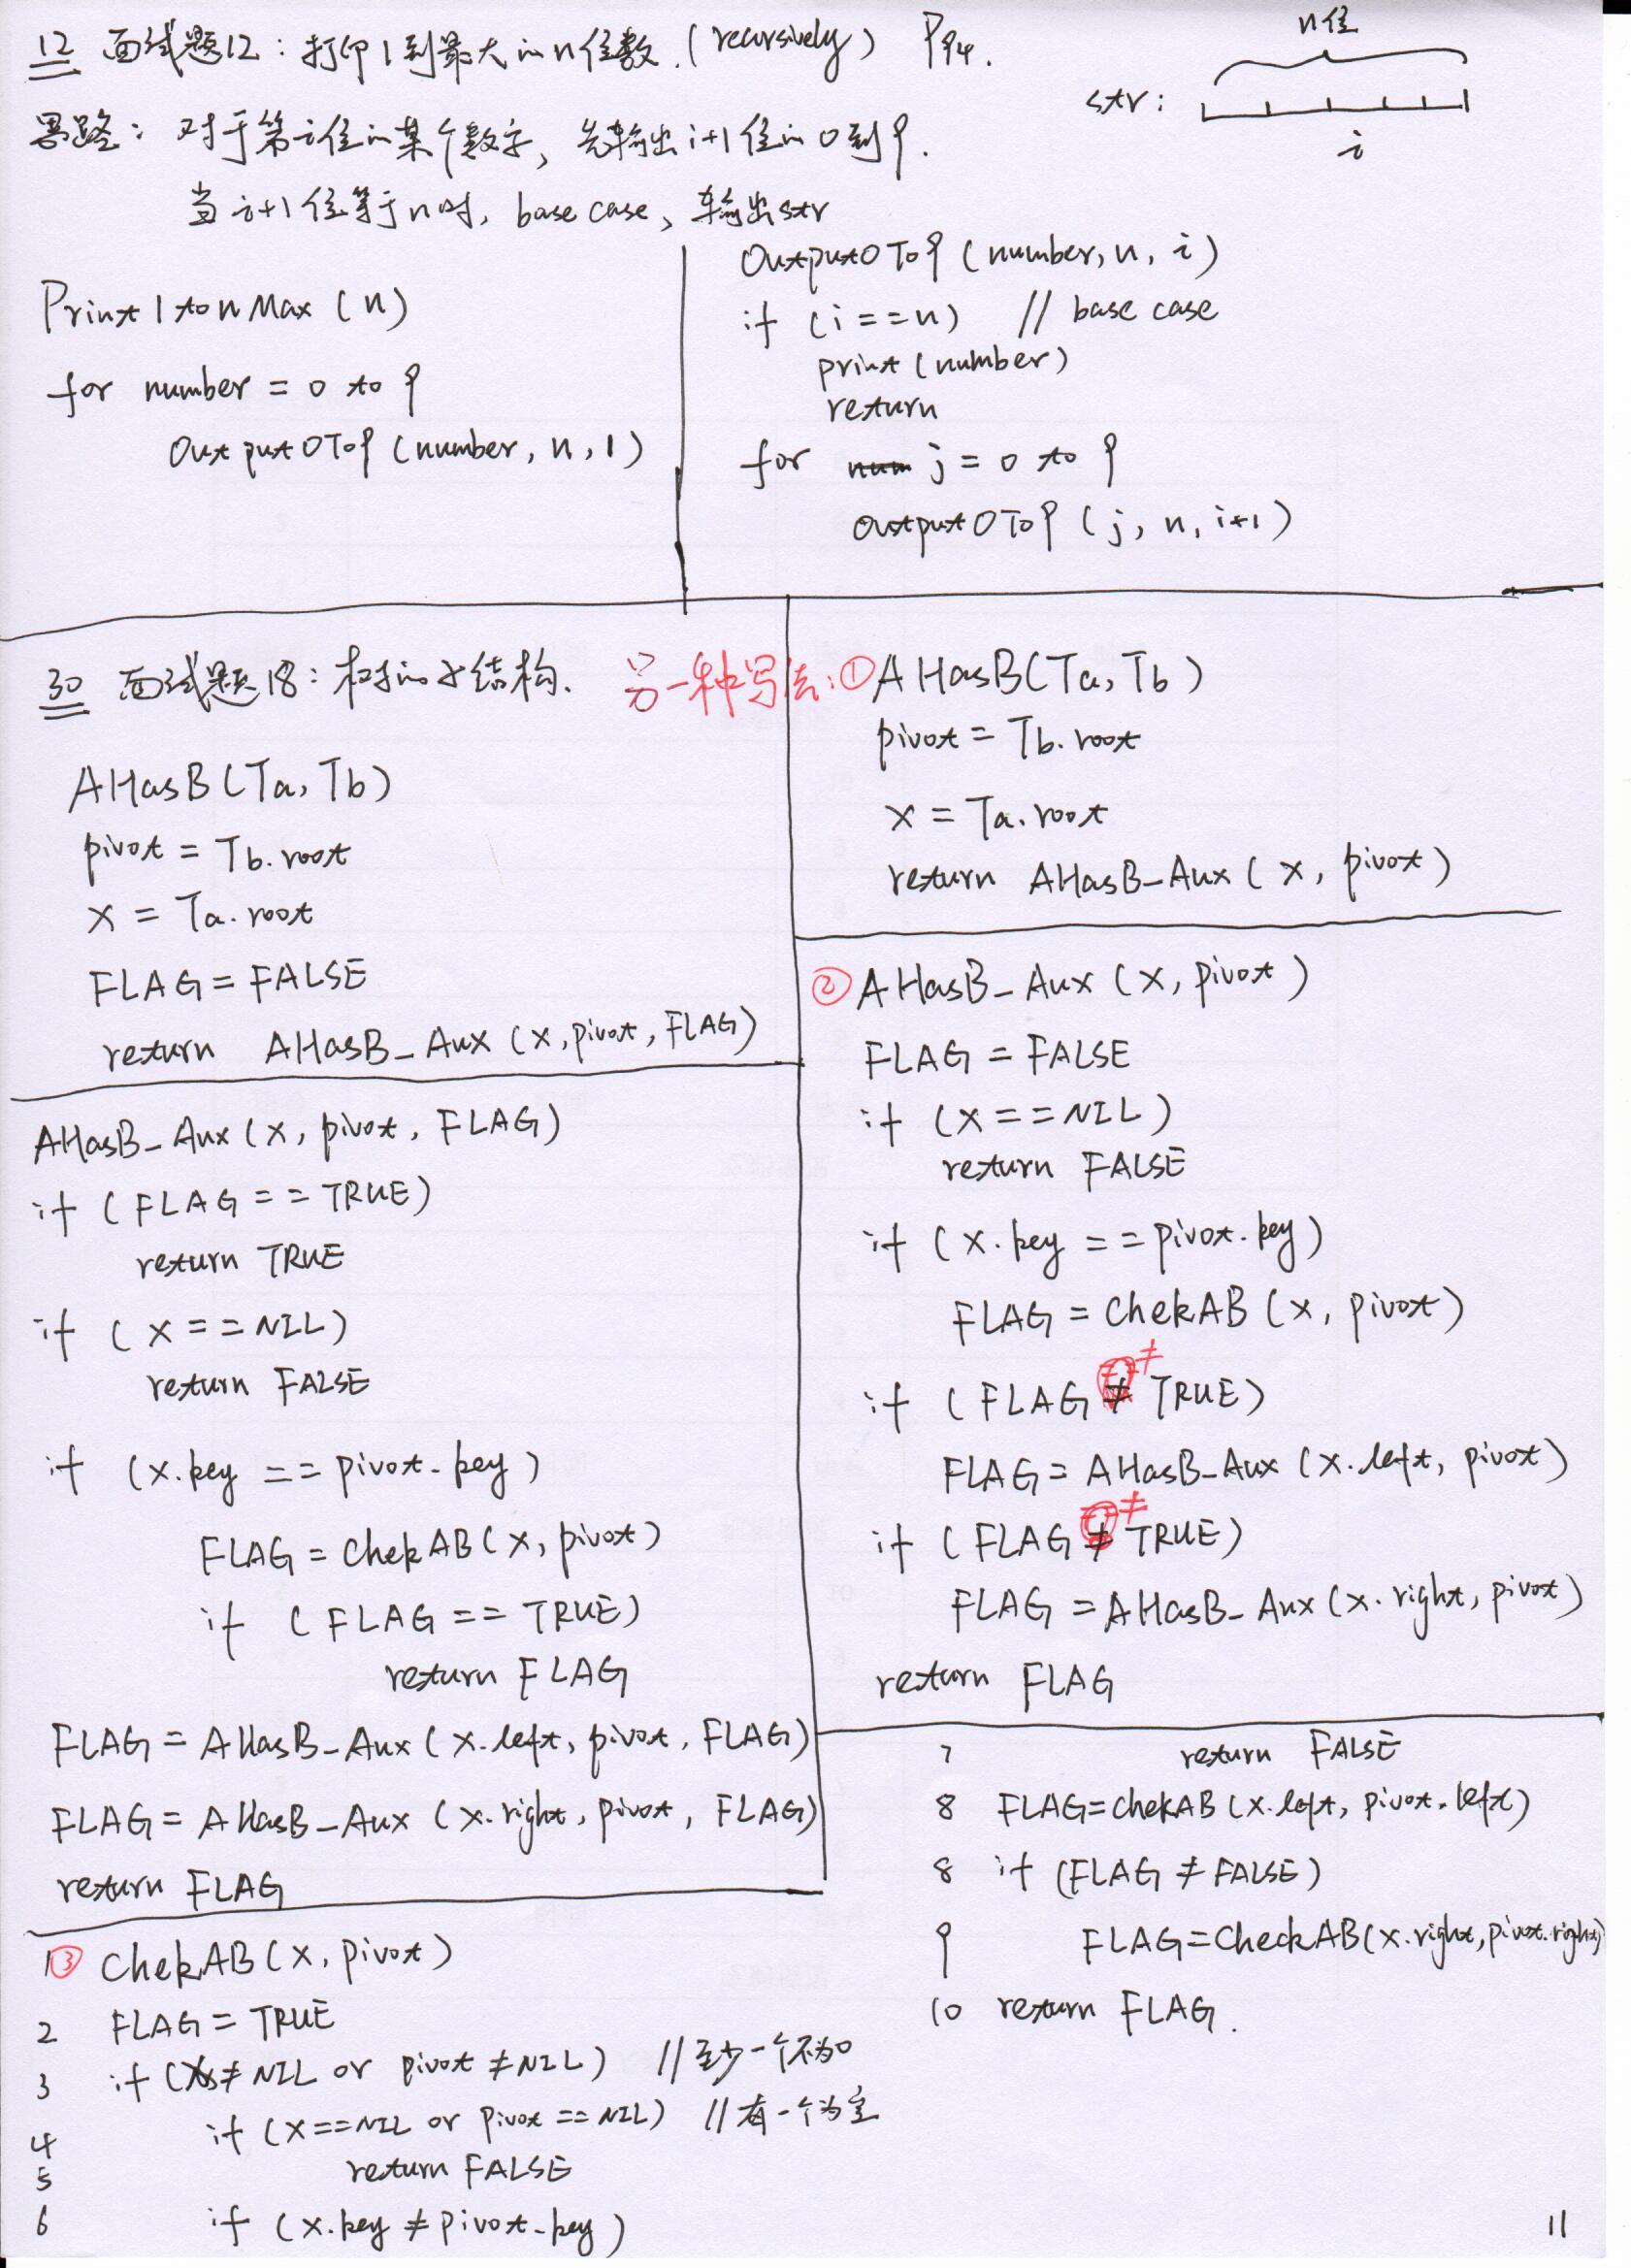 12 面试题12：打印1到最大的n位数.(recursively) P94.
n位
str:
i
思路：对于第i位的某个数字，先输出i+1位的0到9.
当i+1位等于n时，base case，输出str
Print1tonMax(n)
for number = 0 to 9
Output0To9(number, n, 1)
Output0To9(number, n, i)
if (i==n) // base case
print(number)
return
for num j = 0 to 9
output0To9(j, n, i+1)
30 面试题18：树的子结构.
AHasB(Ta, Tb)
pivot = Tb.root
x = Ta.root
FLAG = FALSE
return AHasB_Aux(x, pivot, FLAG)
AHasB_Aux(x, pivot, FLAG)
if (FLAG == TRUE)
return TRUE
if (x == NIL)
return FALSE
if (x.key == pivot.key)
FLAG = ChekAB(x, pivot)
if (FLAG == TRUE)
return FLAG
FLAG = AHasB_Aux(x.left, pivot, FLAG)
FLAG = AHasB_Aux(x.right, pivot, FLAG)
return FLAG
另一种写法：① AHasB(Ta, Tb)
pivot = Tb.root
x = Ta.root
return AHasB_Aux(x, pivot)
② AHasB_Aux(x, pivot)
FLAG = FALSE
if (x == NIL)
return FALSE
if (x.key == pivot.key)
FLAG = ChekAB(x, pivot)
if (FLAG ≠ TRUE)
FLAG = AHasB_Aux(x.left, pivot)
if (FLAG ≠ TRUE)
FLAG = AHasB_Aux(x.right, pivot)
return FLAG
1 ③ ChekAB(x, pivot)
2 FLAG = TRUE
3 if (x ≠ NIL or pivot ≠ NIL) // 至少一个不为0
4 if (x == NIL or pivot == NIL) // 有一个为空
5 return FALSE
6 if (x.key ≠ pivot.key)
7 return FALSE
8 FLAG=ChekAB(x.left, pivot.left)
8 if (FLAG ≠ FALSE)
9 FLAG=CheckAB(x.right, pivot.right)
10 return FLAG.
11